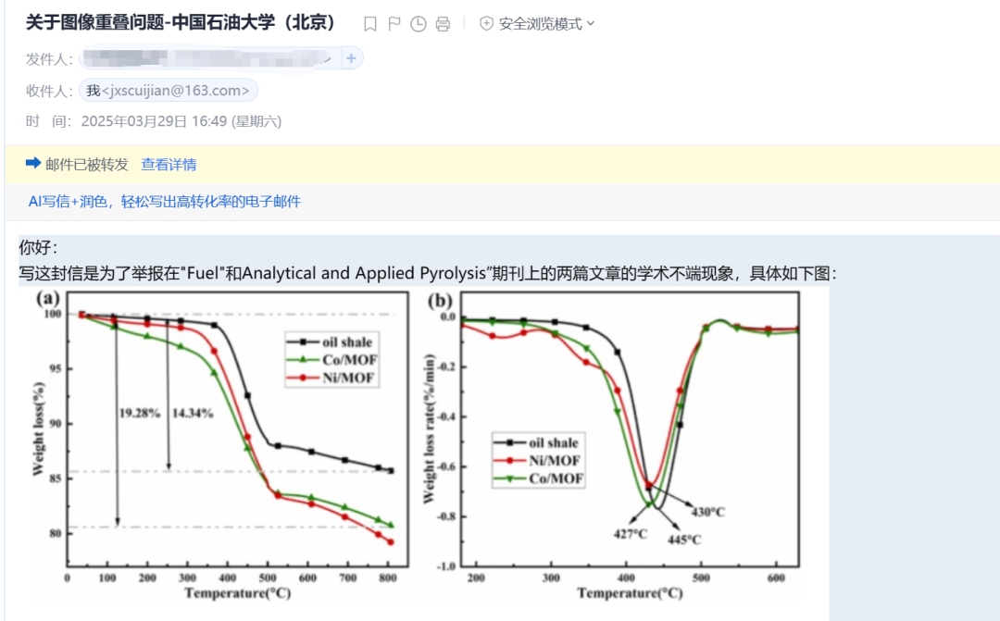 关于图像重叠问题-中国石油大学（北京）
安全浏览模式
发件人：
收件人：我<jxscuijian@163.com>
时 间：2025年03月29日 16:49 (星期六)
邮件已被转发 查看详情
AI写信+润色，轻松写出高转化率的电子邮件
你好：
写这封信是为了举报在"Fuel"和Analytical and Applied Pyrolysis”期刊上的两篇文章的学术不端现象，具体如下图：
(a)
100
95
90
85
80
Weight loss(%)
oil shale
Co/MOF
Ni/MOF
19.28%
14.34%
0 100 200 300 400 500 600 700 800
Temperature(°C)
(b)
0.0
-0.2
-0.4
-0.6
-0.8
-1.0
Weight loss rate(%/min)
oil shale
Ni/MOF
Co/MOF
430°C
427°C
445°C
200 300 400 500 600
Temperature(°C)